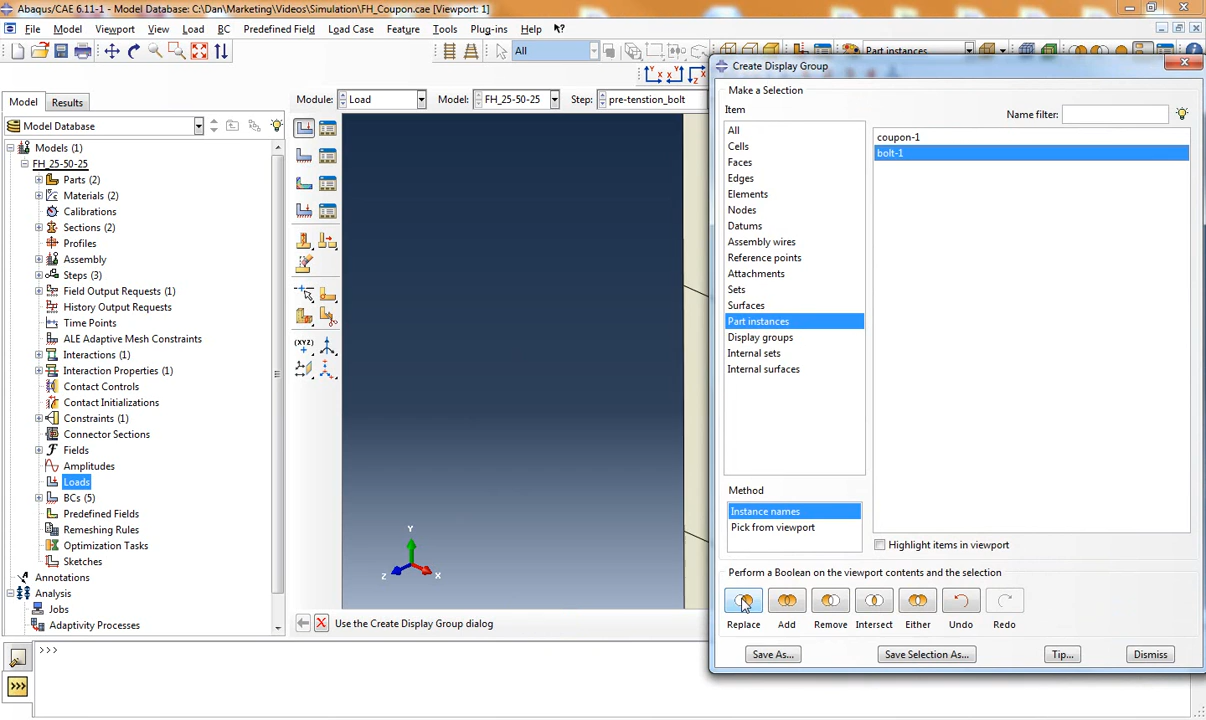 Abaqus/CAE 6.11-1 - Model Database: C:\Dan\Marketing\Videos\Simulation\FH_Coupon.cae [Viewport: 1]
File Model Viewport View Load BC Predefined Field Load Case Feature Tools Plug-ins Help
All
Part instances
Model Results
Module: Load Model: FH_25-50-25 Step: pre-tenstion_bolt
Model Database
Models (1)
FH_25-50-25
Parts (2)
Materials (2)
Calibrations
Sections (2)
Profiles
Assembly
Steps (3)
Field Output Requests (1)
History Output Requests
Time Points
ALE Adaptive Mesh Constraints
Interactions (1)
Interaction Properties (1)
Contact Controls
Contact Initializations
Constraints (1)
Connector Sections
Fields
Amplitudes
Loads
BCs (5)
Predefined Fields
Remeshing Rules
Optimization Tasks
Sketches
Annotations
Analysis
Jobs
Adaptivity Processes
(XYZ)
Y
Z
X
Use the Create Display Group dialog
>>>
>>>
Create Display Group
Make a Selection
Item
Name filter:
All
Cells
Faces
Edges
Elements
Nodes
Datums
Assembly wires
Reference points
Attachments
Sets
Surfaces
Part instances
Display groups
Internal sets
Internal surfaces
coupon-1
bolt-1
Method
Instance names
Pick from viewport
Highlight items in viewport
Perform a Boolean on the viewport contents and the selection
Replace Add Remove Intersect Either Undo Redo
Save As... Save Selection As... Tip... Dismiss